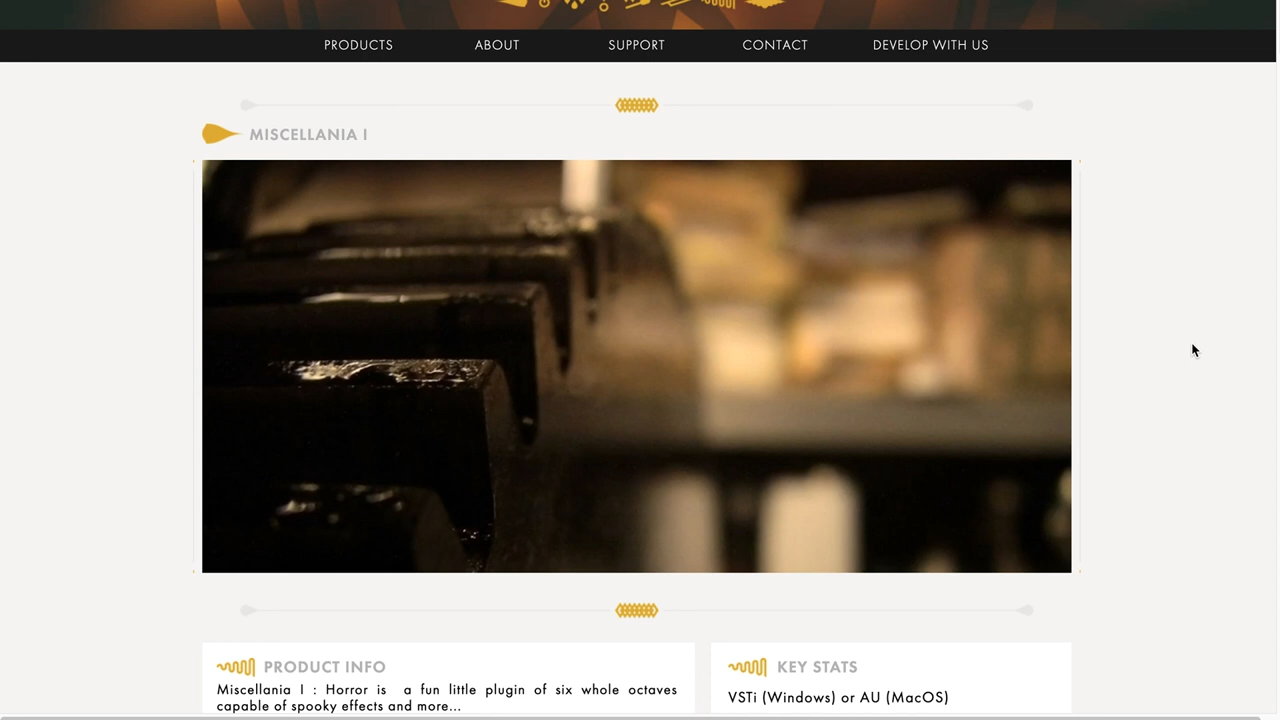 PRODUCTS ABOUT SUPPORT CONTACT DEVELOP WITH US
MISCELLANIA I
PRODUCT INFO
Miscellania I : Horror is a fun little plugin of six whole octaves
capable of spooky effects and more...
KEY STATS
VSTi (Windows) or AU (MacOS)